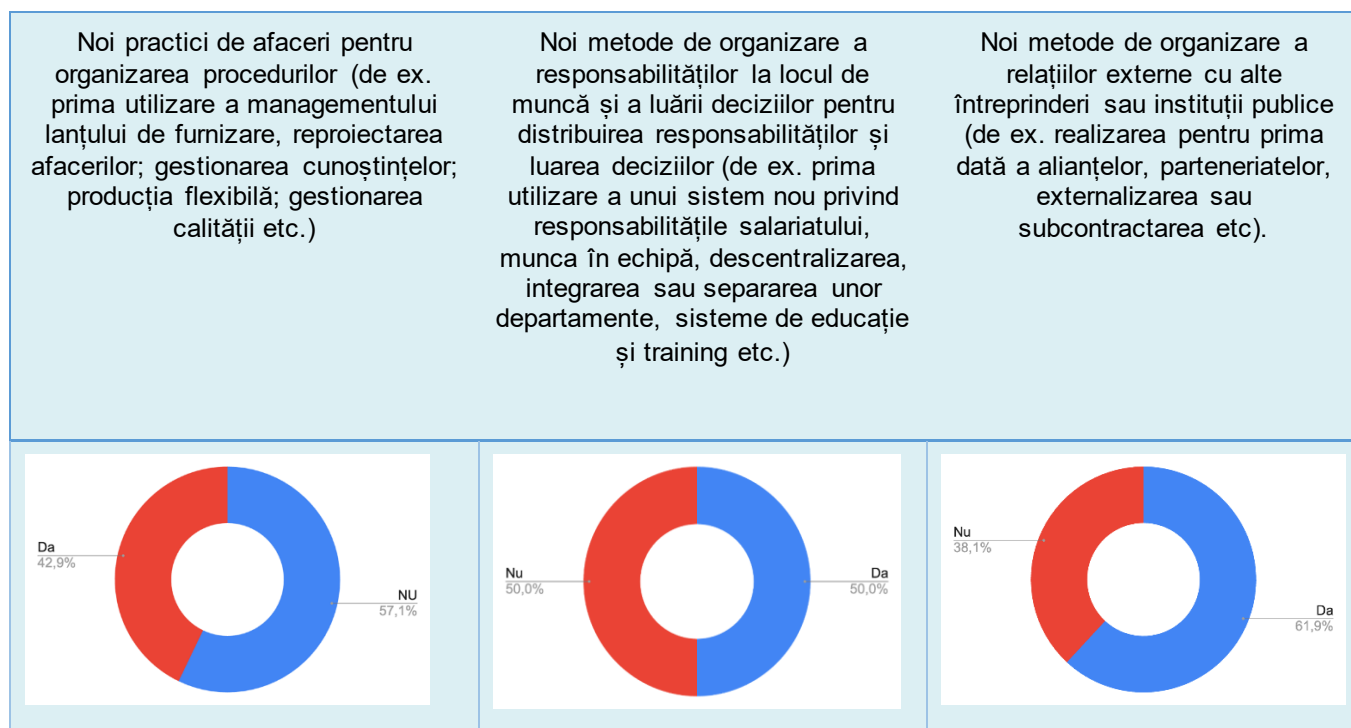 Noi practici de afaceri pentru
organizarea procedurilor (de ex.
prima utilizare a managementului
lanțului de furnizare, reproiectarea
afacerilor; gestionarea cunoștințelor;
producția flexibilă; gestionarea
calității etc.)
Noi metode de organizare a
responsabilităților la locul de
muncă și a luării deciziilor pentru
distribuirea responsabilităților și
luarea deciziilor (de ex. prima
utilizare a unui sistem nou privind
responsabilitățile salariatului,
munca în echipă, descentralizarea,
integrarea sau separarea unor
departamente, sisteme de educație
și training etc.)
Noi metode de organizare a
relațiilor externe cu alte
întreprinderi sau instituții publice
(de ex. realizarea pentru prima
dată a alianțelor, parteneriatelor,
externalizarea sau
subcontractarea etc).
Da
42,9%
NU
57,1%
Nu
50,0%
Da
50,0%
Nu
38,1%
Da
61,9%